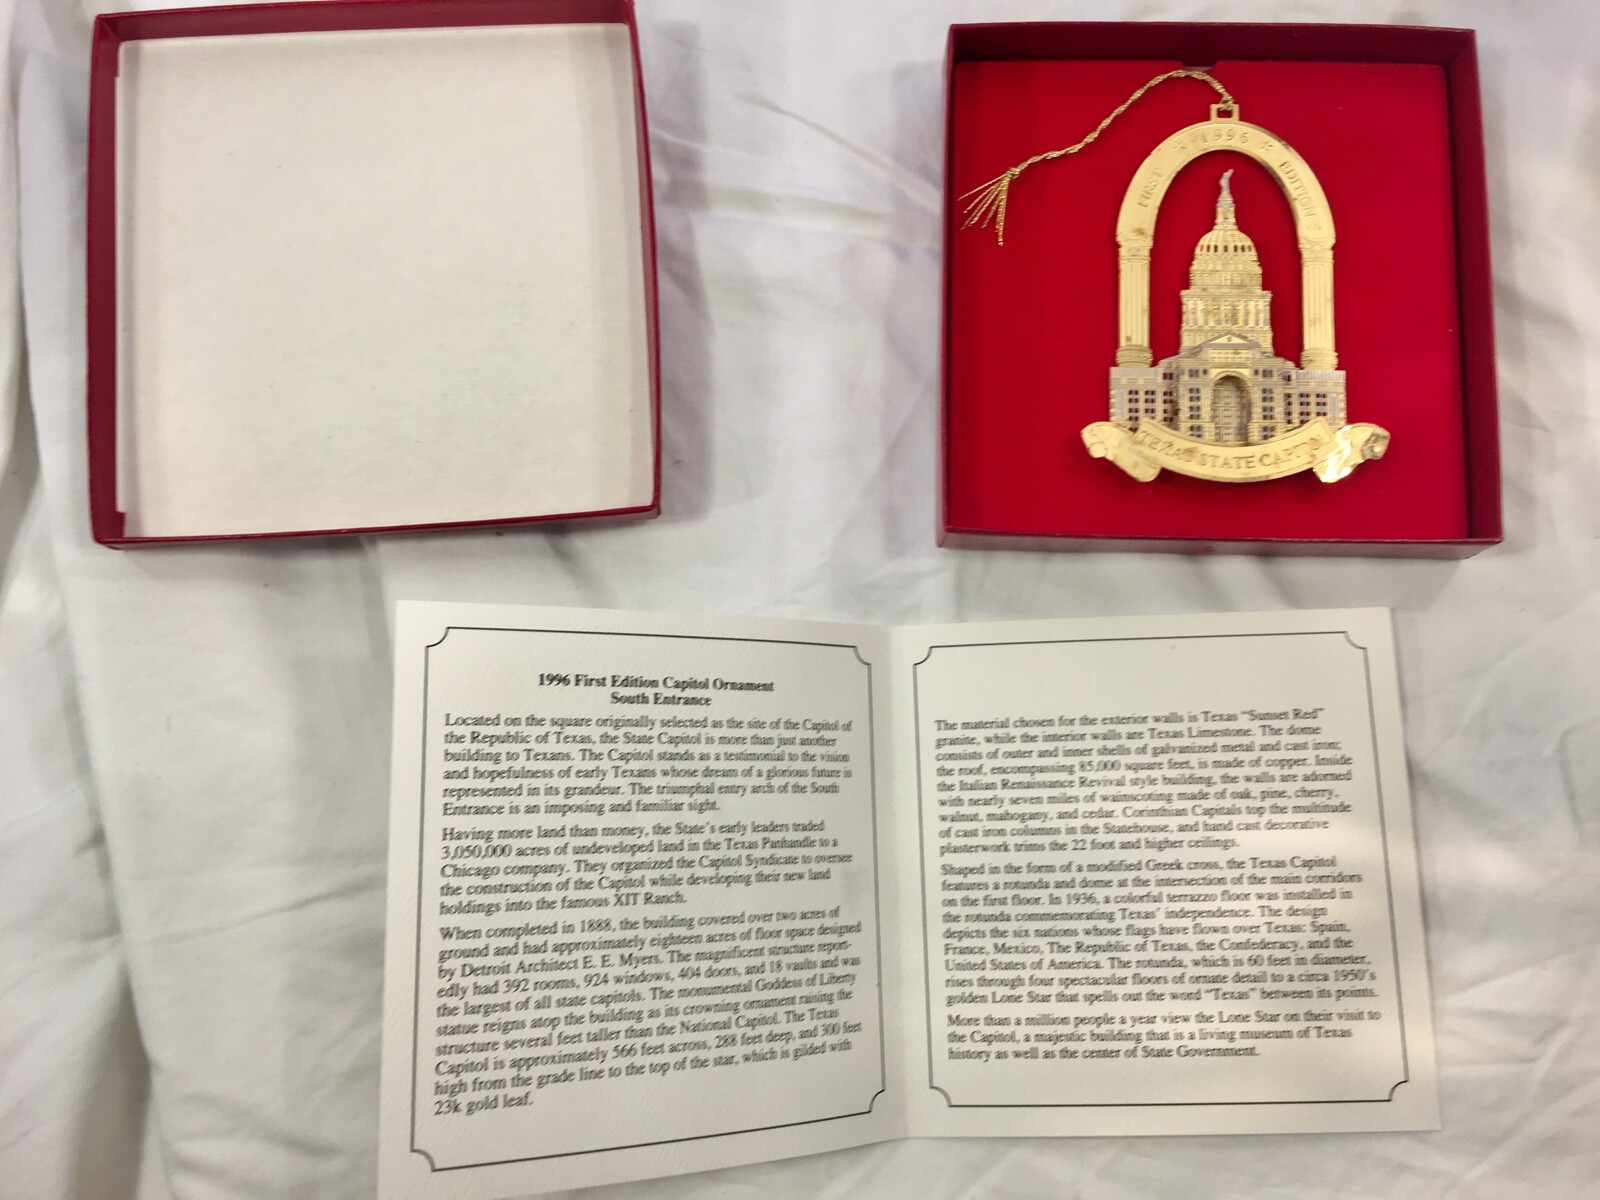 ★ 1996 ★
FIRST EDITION
TEXAS STATE CAPITOL
1996 First Edition Capitol Ornament
South Entrance
Located on the square originally selected as the site of the Capitol of
the Republic of Texas, the State Capitol is more than just another
building to Texans. The Capitol stands as a testimonial to the vision
and hopefulness of early Texans whose dream of a glorious future is
represented in its grandeur. The triumphal entry arch of the South
Entrance is an imposing and familiar sight.
Having more land than money, the State's early leaders traded
3,050,000 acres of undeveloped land in the Texas Panhandle to a
Chicago company. They organized the Capitol Syndicate to oversee
the construction of the Capitol while developing their new land
holdings into the famous XIT Ranch.
When completed in 1888, the building covered over two acres of
ground and had approximately eighteen acres of floor space designed
by Detroit Architect E. E. Myers. The magnificent structure report-
edly had 392 rooms, 924 windows, 404 doors, and 18 vaults and was
the largest of all state capitols. The monumental Goddess of Liberty
statue reigns atop the building as its crowning ornament raising the
structure several feet taller than the National Capitol. The Texas
Capitol is approximately 566 feet across, 288 feet deep, and 300 feet
high from the grade line to the top of the star, which is gilded with
23k gold leaf.
The material chosen for the exterior walls is Texas "Sunset Red"
granite, while the interior walls are Texas Limestone. The dome
consists of outer and inner shells of galvanized metal and cast iron;
the roof, encompassing 85,000 square feet, is made of copper. Inside
the Italian Renaissance Revival style building, the walls are adorned
with nearly seven miles of wainscoting made of oak, pine, cherry,
walnut, mahogany, and cedar. Corinthian Capitals top the multitude
of cast iron columns in the Statehouse, and hand cast decorative
plasterwork trims the 22 foot and higher ceilings.
Shaped in the form of a modified Greek cross, the Texas Capitol
features a rotunda and dome at the intersection of the main corridors
on the first floor. In 1936, a colorful terrazzo floor was installed in
the rotunda commemorating Texas' independence. The design
depicts the six nations whose flags have flown over Texas: Spain,
France, Mexico, The Republic of Texas, the Confederacy, and the
United States of America. The rotunda, which is 60 feet in diameter,
rises through four spectacular floors of ornate detail to a circa 1950's
golden Lone Star that spells out the word "Texas" between its points.
More than a million people a year view the Lone Star on their visit to
the Capitol, a majestic building that is a living museum of Texas
history as well as the center of State Government.